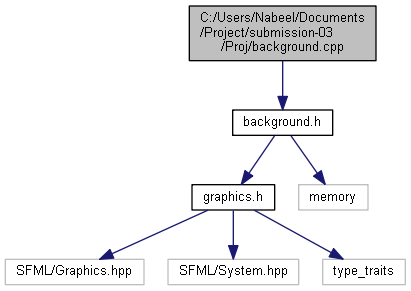 C:/Users/Nabeel/Documents
/Project/submission-03
/Proj/background.cpp
background.h
graphics.h
memory
SFML/Graphics.hpp
SFML/System.hpp
type_traits